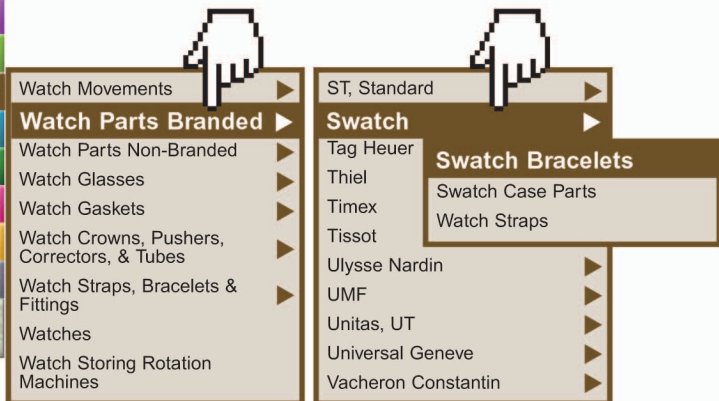 Watch Movements
Watch Parts Branded
Watch Parts Non-Branded
Watch Glasses
Watch Gaskets
Watch Crowns, Pushers,
Correctors, & Tubes
Watch Straps, Bracelets &
Fittings
Watches
Watch Storing Rotation
Machines
ST, Standard
Swatch
Tag Heuer
Thiel
Timex
Tissot
Ulysse Nardin
UMF
Unitas, UT
Universal Geneve
Vacheron Constantin
Swatch Bracelets
Swatch Case Parts
Watch Straps